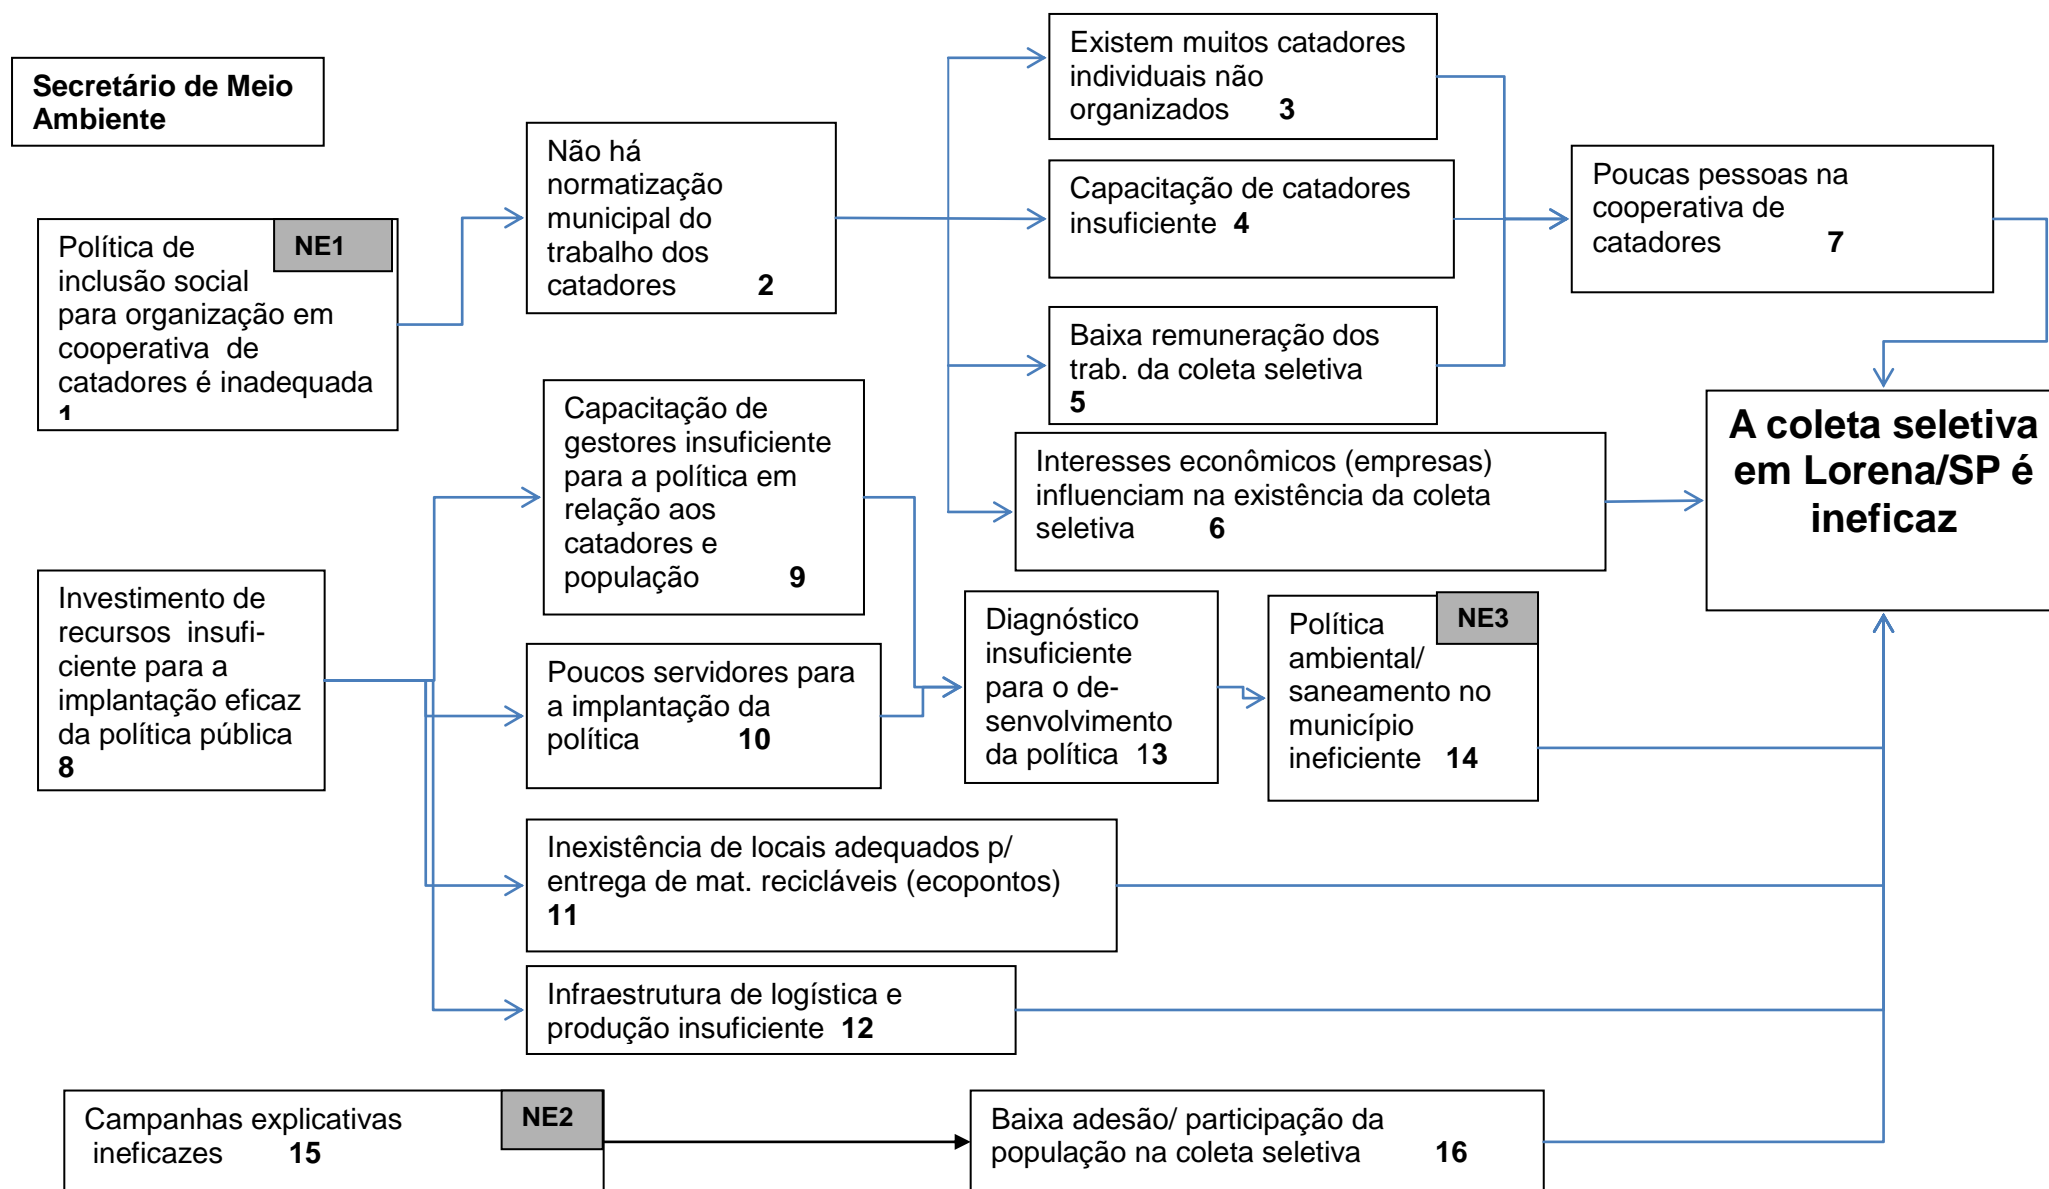 Secretário de Meio
Ambiente
NE1
Política de
inclusão social
para organização em
cooperativa de
catadores é inadequada
1
Não há
normatização
municipal do
trabalho dos
catadores 2
Existem muitos catadores
individuais não
organizados 3
Capacitação de catadores
insuficiente 4
Baixa remuneração dos
trab. da coleta seletiva
5
Interesses econômicos (empresas)
influenciam na existência da coleta
seletiva 6
Poucas pessoas na
cooperativa de
catadores 7
A coleta seletiva
em Lorena/SP é
ineficaz
Investimento de
recursos insufi-
ciente para a
implantação eficaz
da política pública
8
Capacitação de
gestores insuficiente
para a política em
relação aos
catadores e
população 9
Poucos servidores para
a implantação da
política 10
Inexistência de locais adequados p/
entrega de mat. recicláveis (ecopontos)
11
Infraestrutura de logística e
produção insuficiente 12
Diagnóstico
insuficiente
para o de-
senvolvimento
da política 13
NE3
Política
ambiental/
saneamento no
município
ineficiente 14
Campanhas explicativas
ineficazes 15
NE2
Baixa adesão/ participação da
população na coleta seletiva 16